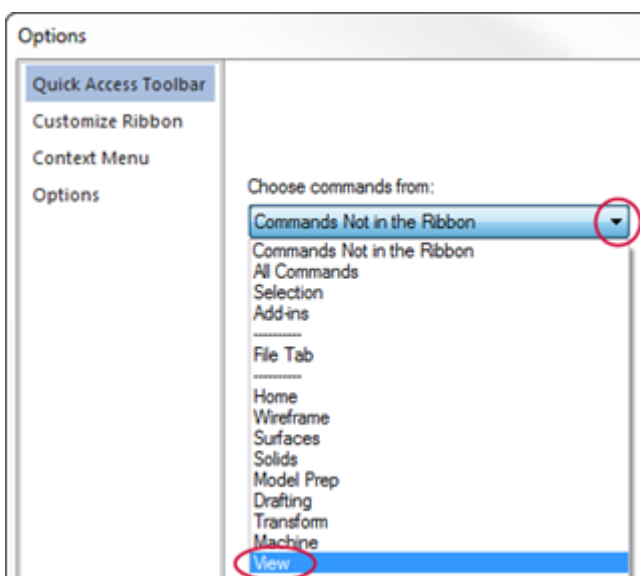 Options
Quick Access Toolbar
Customize Ribbon
Context Menu
Options
Choose commands from:
Commands Not in the Ribbon
Commands Not in the Ribbon
All Commands
Selection
Add-ins
-----------
File Tab
-----------
Home
Wireframe
Surfaces
Solids
Model Prep
Drafting
Transform
Machine
View